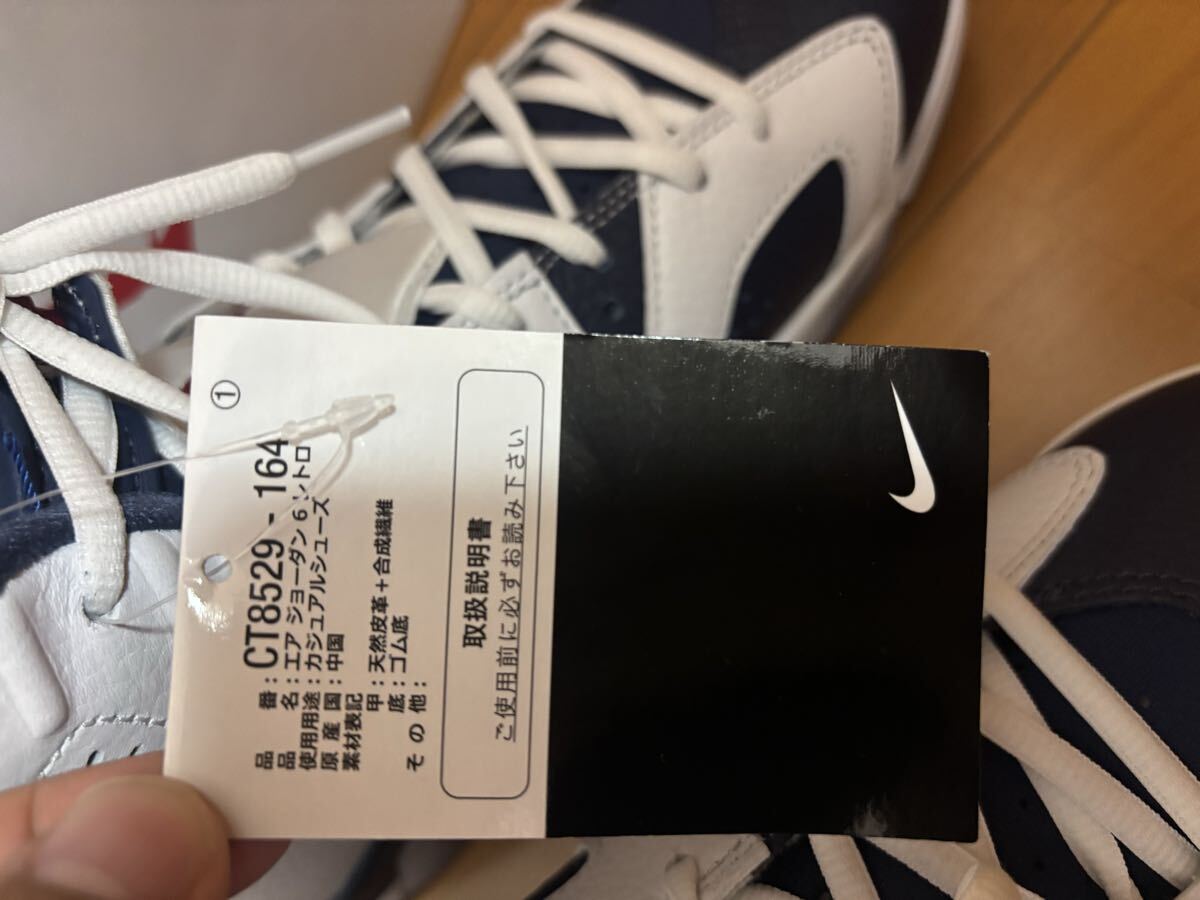 ①
品番：CT8529 - 164
品名：エア ジョーダン 6 レトロ
使用用途：カジュアルシューズ
原産国：中国
素材表記
甲：天然皮革＋合成繊維
底：ゴム底
その他：
取扱説明書
ご使用前に必ずお読み下さい